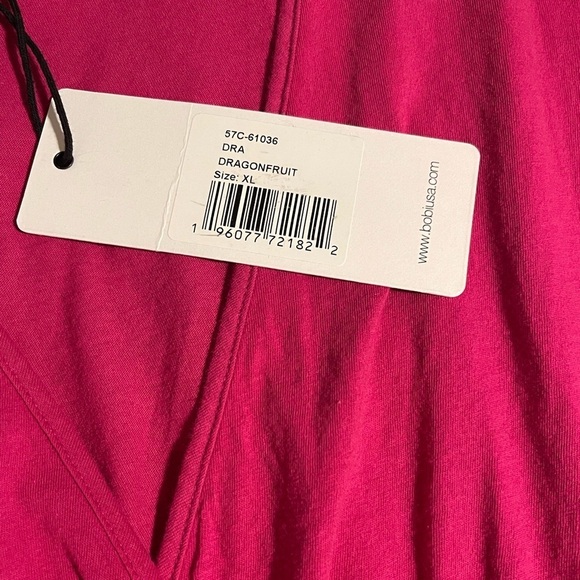 57C-61036
DRA
DRAGONFRUIT
Size: XL
1 96077 72182 2
www.bobiusa.com